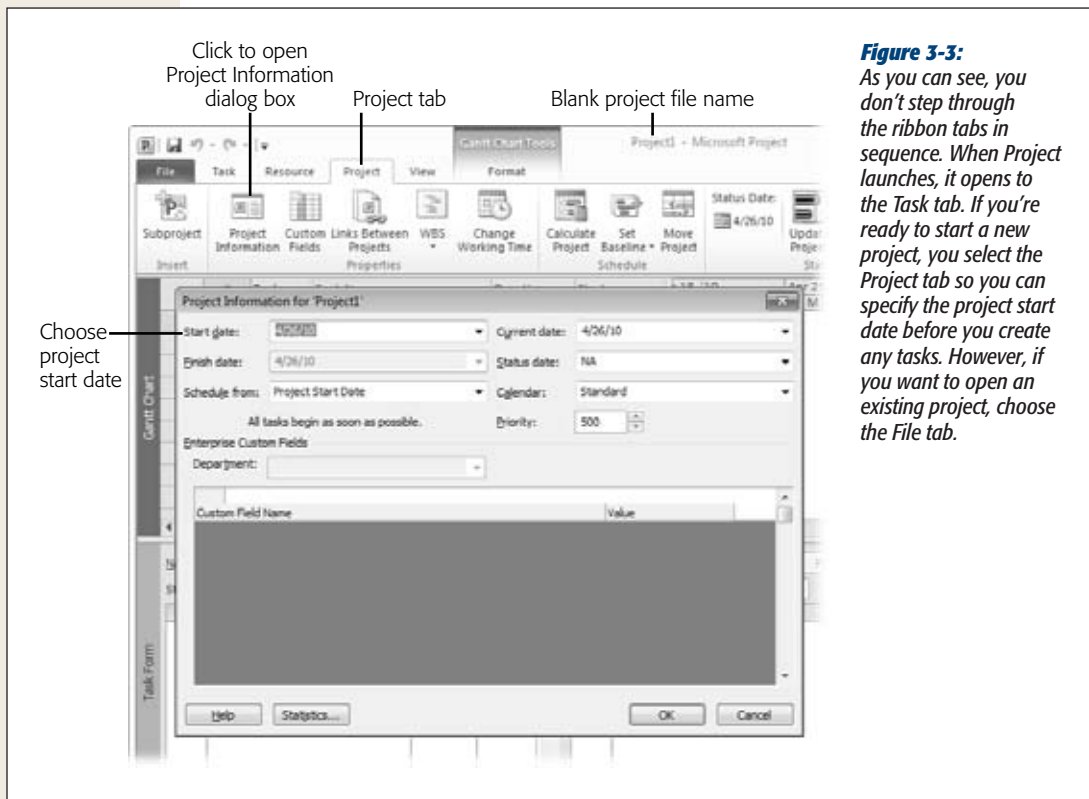 Click to open
Project Information
dialog box
Project tab
Blank project file name
Gantt Chart Tools
Project1 - Microsoft Project
File
Task
Resource
Project
View
Format
Subproject
Project
Information
Custom
Fields
Links Between
Projects
WBS
Change
Working Time
Calculate
Project
Set
Baseline
Move
Project
Status Date:
4/26/10
Insert
Properties
Schedule
Project Information for 'Project1'
Choose
project
start date
Start date:
4/26/10
Current date:
4/26/10
Finish date:
4/26/10
Status date:
NA
Schedule from:
Project Start Date
Calendar:
Standard
All tasks begin as soon as possible.
Priority:
500
Enterprise Custom Fields
Department:
Custom Field Name
Value
Help
Statistics...
OK
Cancel
Gantt Chart
Task Form
Figure 3-3:
As you can see, you
don't step through
the ribbon tabs in
sequence. When Project
launches, it opens to
the Task tab. If you're
ready to start a new
project, you select the
Project tab so you can
specify the project start
date before you create
any tasks. However, if
you want to open an
existing project, choose
the File tab.